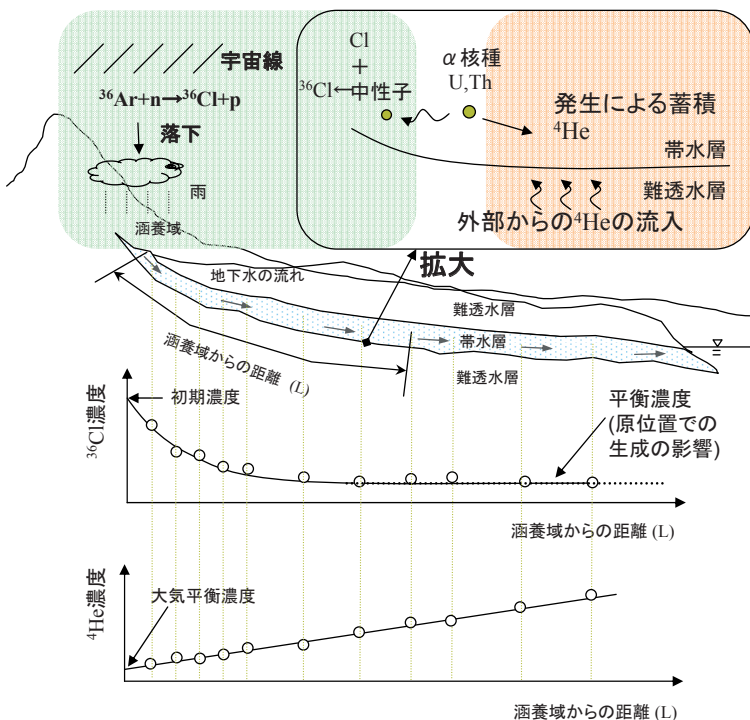 宇宙線
³⁶Ar+n→³⁶Cl+p
落下
雨
涵養域
Cl
+
³⁶Cl←中性子
α核種
U,Th
発生による蓄積
⁴He
帯水層
難透水層
外部からの⁴Heの流入
拡大
地下水の流れ
難透水層
帯水層
難透水層
涵養域からの距離 (L)
³⁶Cl濃度
初期濃度
平衡濃度
(原位置での
生成の影響)
涵養域からの距離 (L)
⁴He濃度
大気平衡濃度
涵養域からの距離 (L)